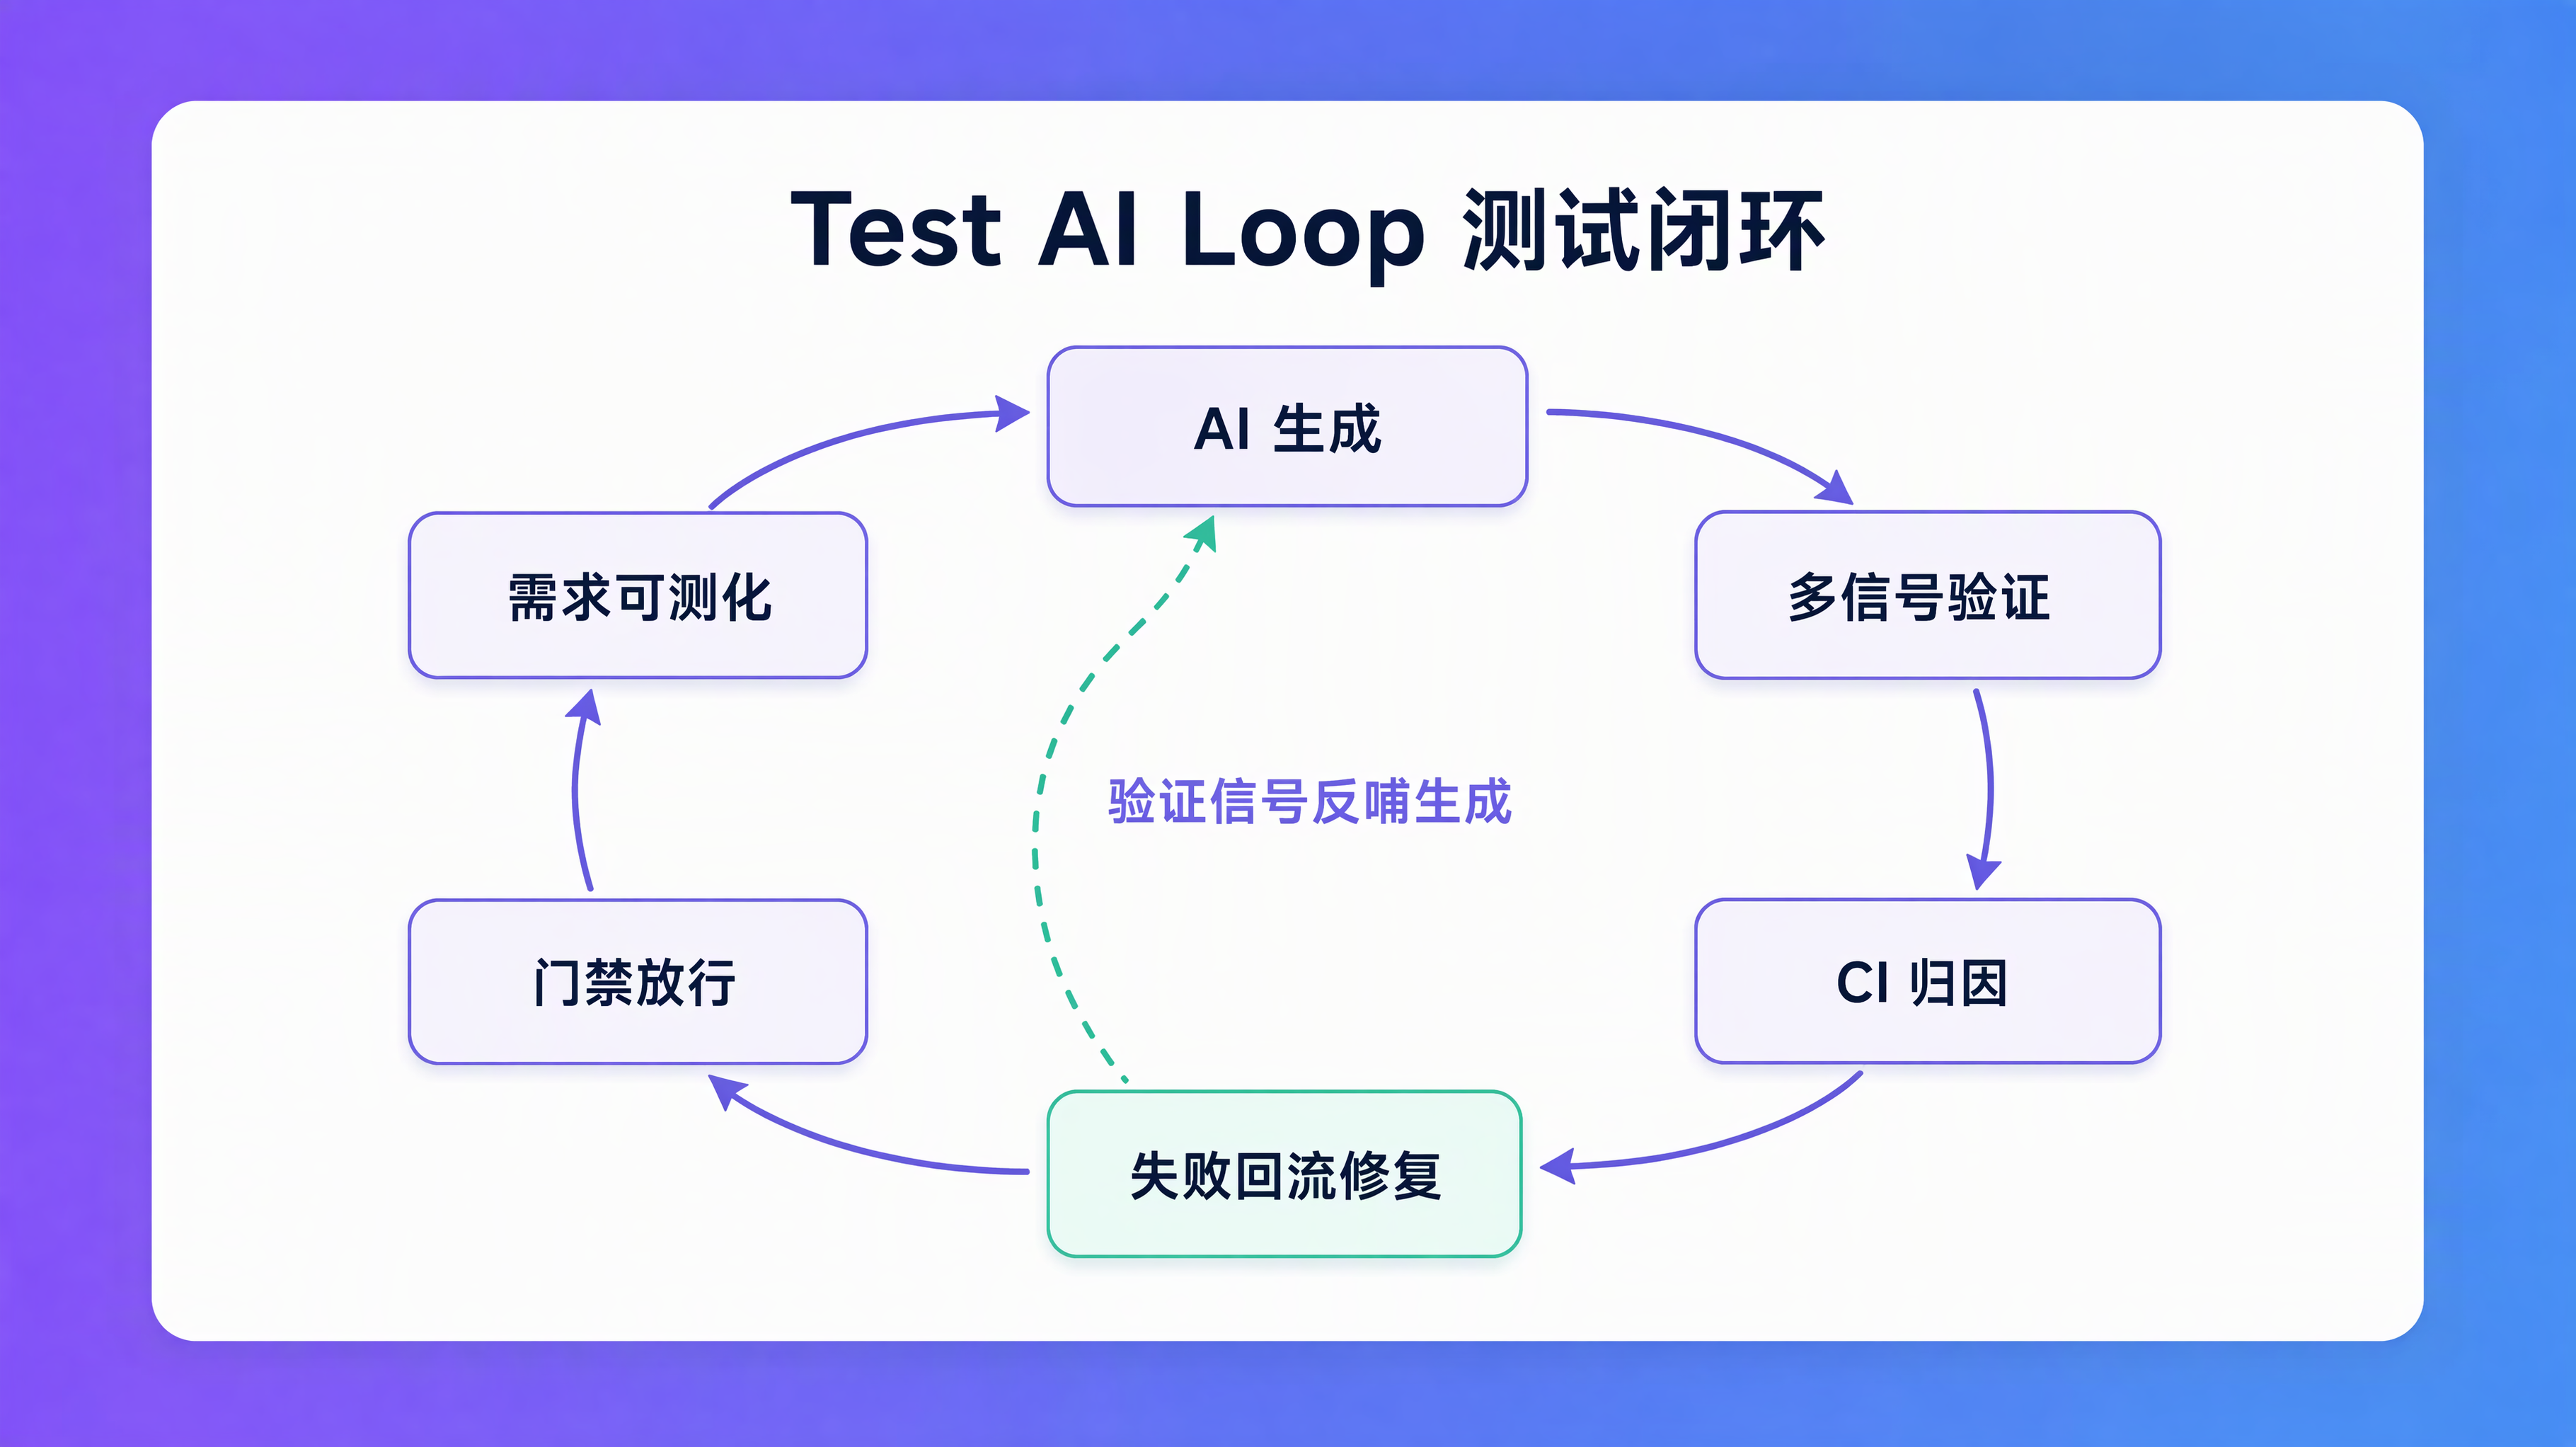 Test AI Loop 测试闭环
AI 生成
需求可测化
多信号验证
验证信号反哺生成
门禁放行
CI 归因
失败回流修复